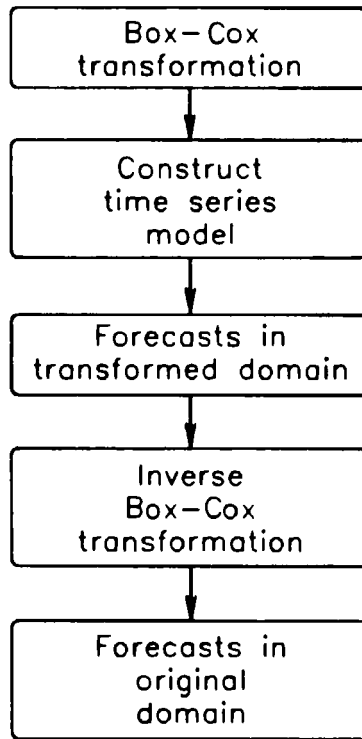 Box-Cox
transformation
Construct
time series
model
Forecasts in
transformed domain
Inverse
Box-Cox
transformation
Forecasts in
original
domain